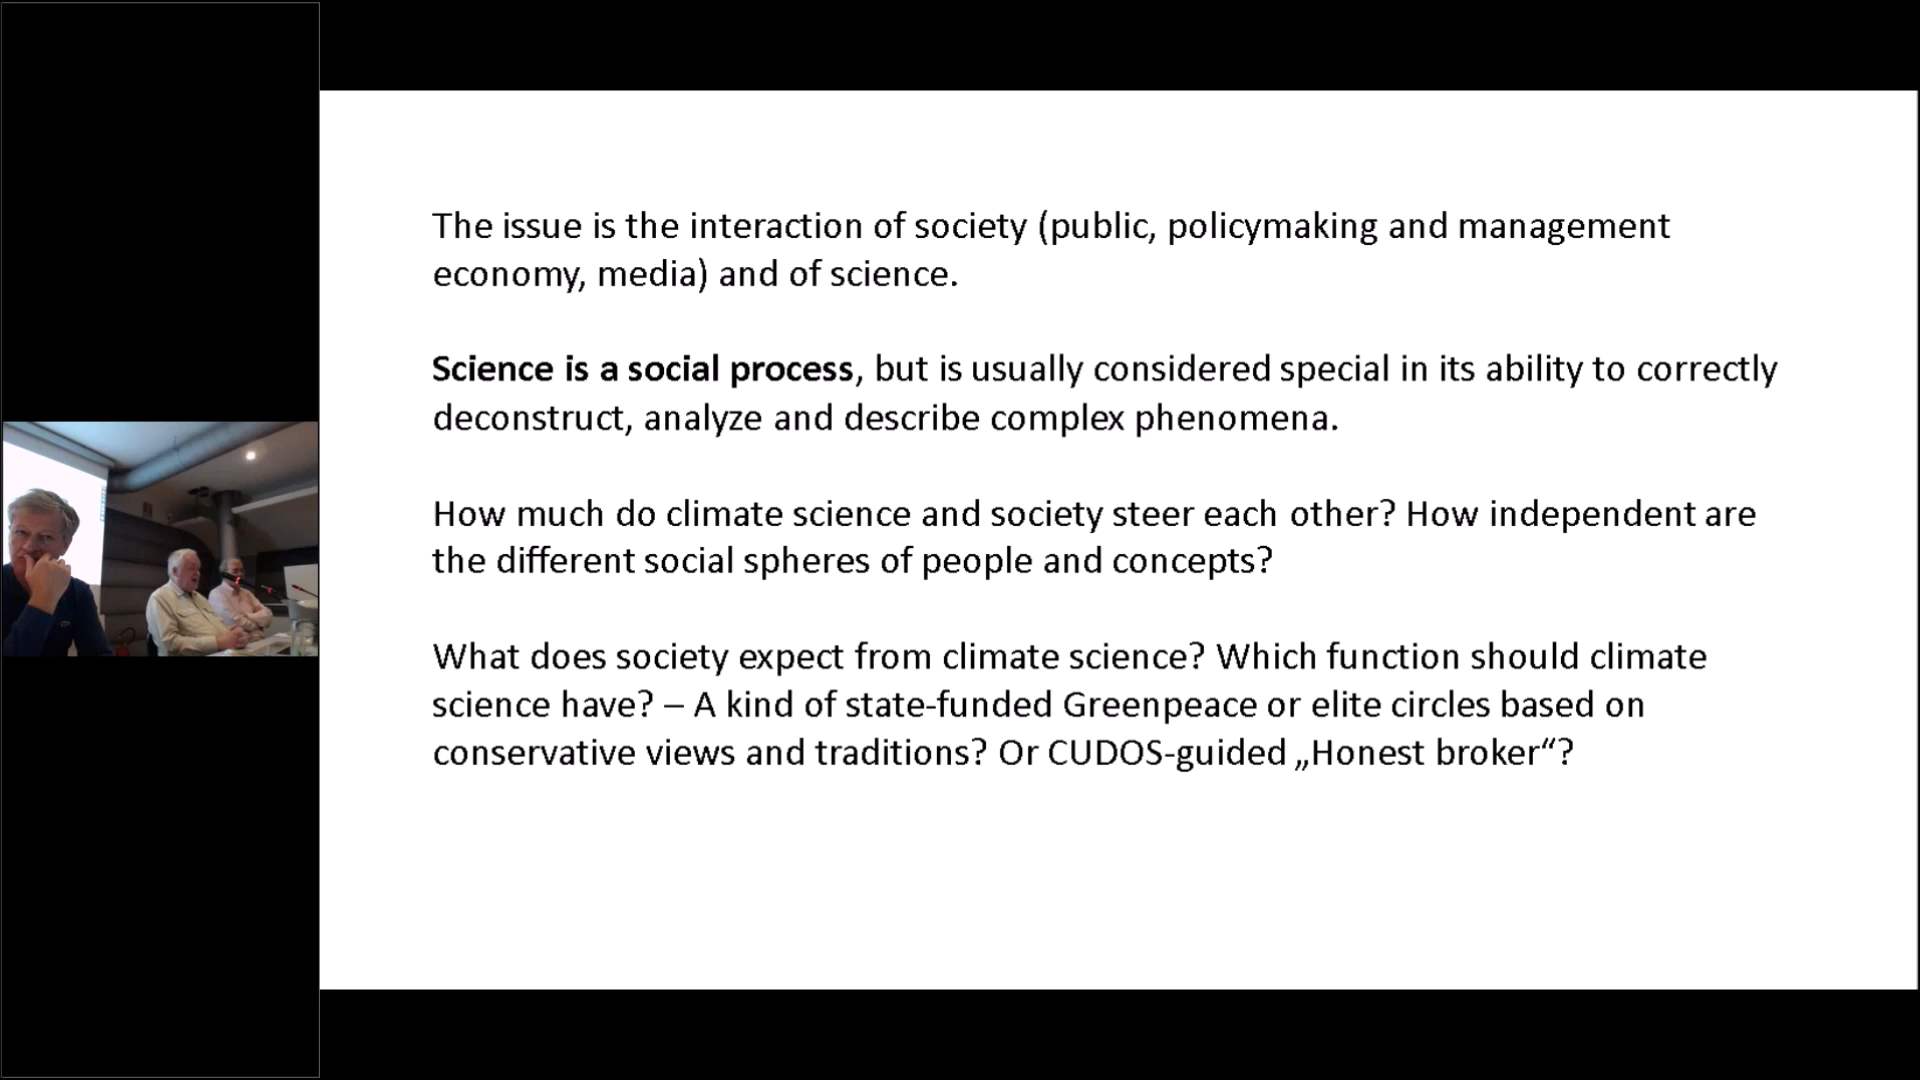 The issue is the interaction of society (public, policymaking and management
economy, media) and of science.
Science is a social process, but is usually considered special in its ability to correctly
deconstruct, analyze and describe complex phenomena.
How much do climate science and society steer each other? How independent are
the different social spheres of people and concepts?
What does society expect from climate science? Which function should climate
science have? – A kind of state-funded Greenpeace or elite circles based on
conservative views and traditions? Or CUDOS-guided „Honest broker“?